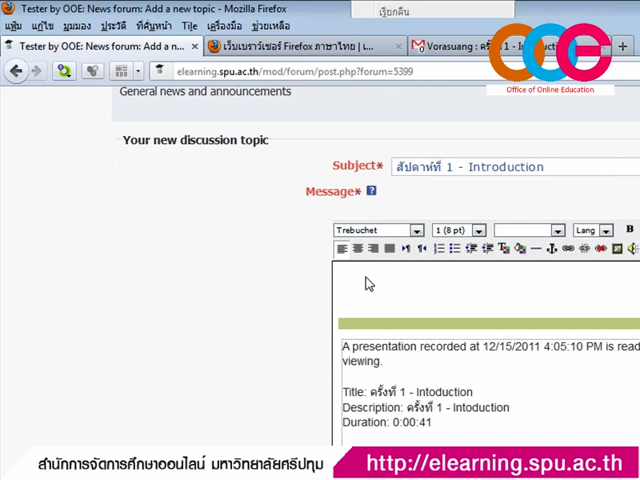 Tester by OOE: News forum: Add a new topic - Mozilla Firefox
เรียกคืน
แฟ้ม แก้ไข มุมมอง ประวัติ ที่คั่นหน้า Tile เครื่องมือ ช่วยเหลือ
Tester by OOE: News forum: Add a ne... × เว็บเบราว์เซอร์ Firefox ภาษาไทย | เ... × Vorasuang : ครั้งที่ 1 - Introduction
elearning.spu.ac.th/mod/forum/post.php?forum=5399
OOE
Office of Online Education
General news and announcements
Your new discussion topic
Subject* สัปดาห์ที่ 1 - Introduction
Message* ?
Trebuchet 1 (8 pt) Lang B
A presentation recorded at 12/15/2011 4:05:10 PM is read
viewing.
Title: ครั้งที่ 1 - Intoduction
Description: ครั้งที่ 1 - Intoduction
Duration: 0:00:41
สำนักการจัดการศึกษาออนไลน์ มหาวิทยาลัยศรีปทุม
http://elearning.spu.ac.th